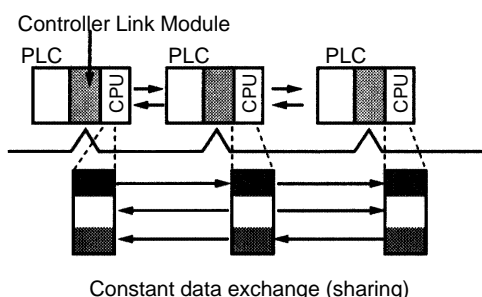 Controller Link Module
PLC PLC PLC
CPU CPU CPU
Constant data exchange (sharing)